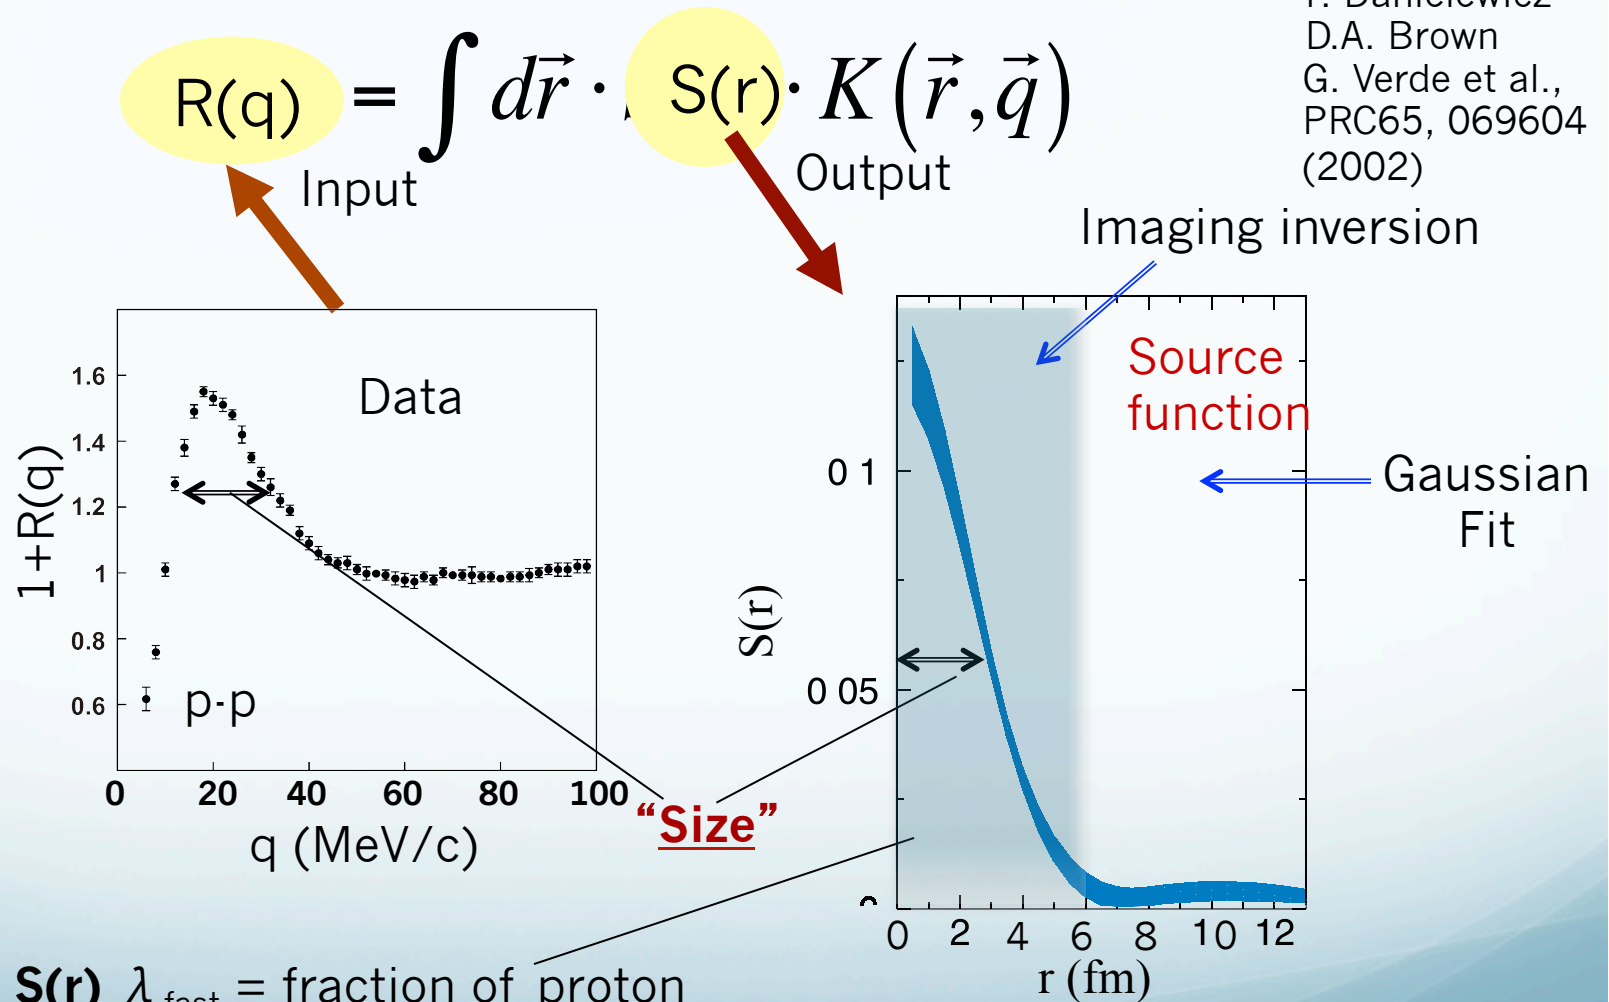 R(q) = ∫ dr⃗ · S(r) · K(r⃗, q⃗)
P. Danielewicz
D.A. Brown
G. Verde et al.,
PRC65, 069604
(2002)
Input
Output
Imaging inversion
Data
1+R(q)
1.6
1.4
1.2
1
0.8
0.6
p-p
0 20 40 60 80 100
q (MeV/c)
"Size"
Source
function
Gaussian
Fit
S(r)
0 1
0 05
0 2 4 6 8 10 12
r (fm)
S(r) λ fast = fraction of proton